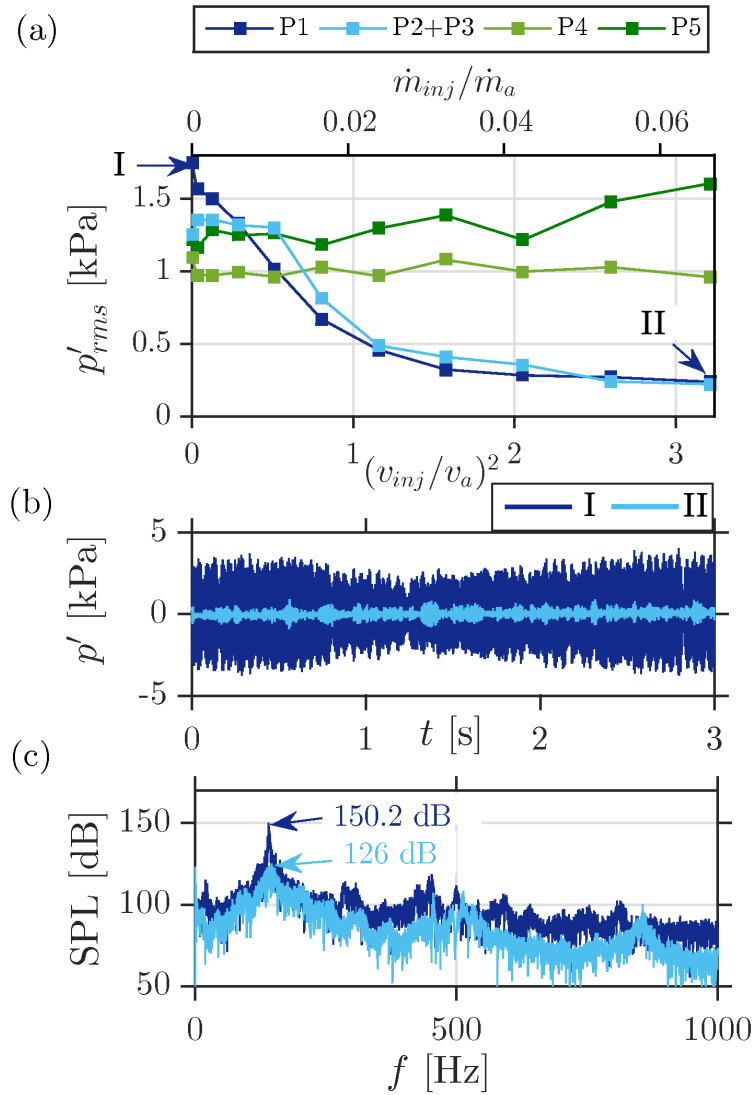 (a)
P1 P2+P3 P4 P5
ṁ_inj/ṁ_a
0 0.02 0.04 0.06
I
1.5
1
0.5
0
p′_rms [kPa]
II
0 1 2 3
(v_inj/v_a)²
(b)
I II
5
0
-5
p′ [kPa]
0 1 2 3
t [s]
(c)
150.2 dB
126 dB
150
100
50
SPL [dB]
0 500 1000
f [Hz]